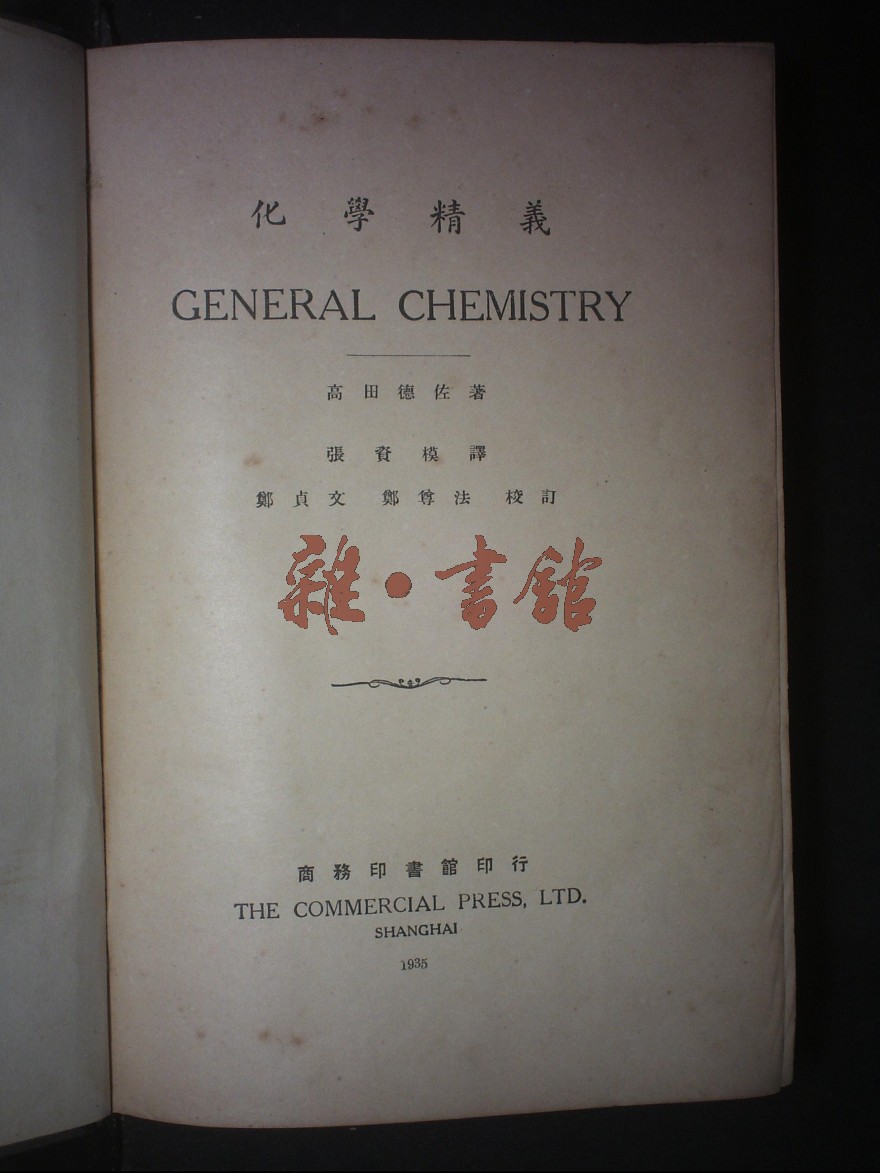 化學精義
GENERAL CHEMISTRY
高田德佐著
張資模譯
鄭貞文 鄭尊法 校訂
雜·書館
商務印書館印行
THE COMMERCIAL PRESS, LTD.
SHANGHAI
1935